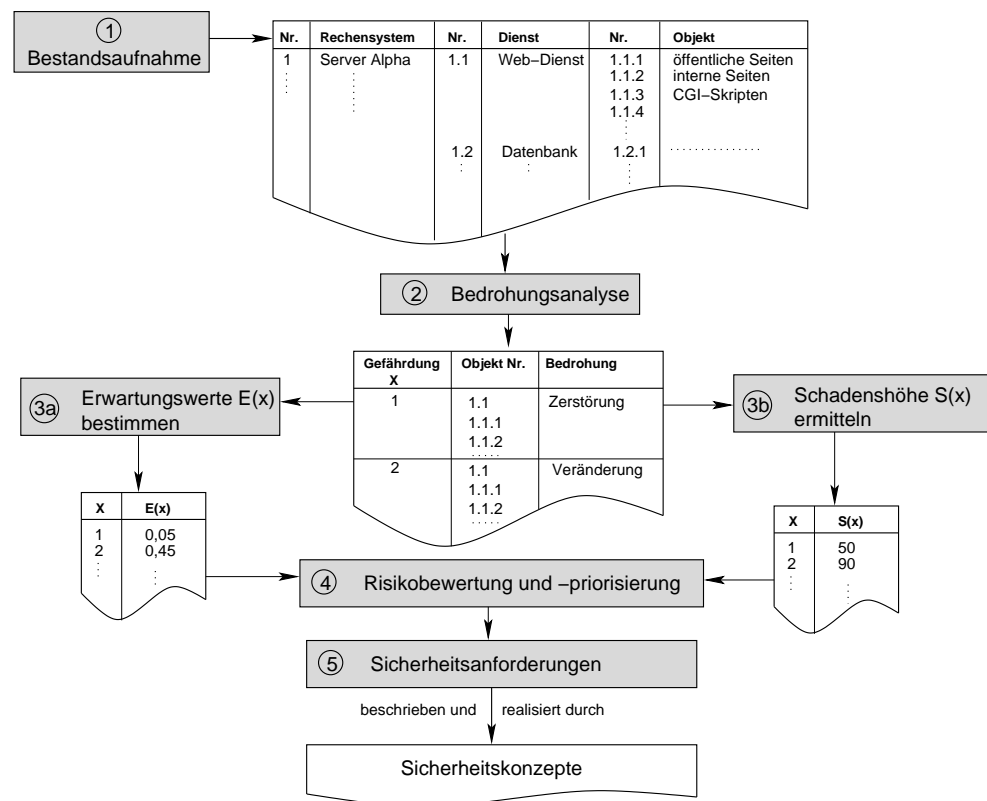 1
Bestandsaufnahme
Nr. Rechensystem Nr. Dienst Nr. Objekt
1 Server Alpha 1.1 Web−Dienst 1.1.1 öffentliche Seiten
1.1.2 interne Seiten
1.1.3 CGI−Skripten
1.1.4
1.2 Datenbank 1.2.1 ...............
2 Bedrohungsanalyse
Gefährdung Objekt Nr. Bedrohung
X
1 1.1 Zerstörung
1.1.1
1.1.2
.....
2 1.1 Veränderung
1.1.1
1.1.2
.....
3a Erwartungswerte E(x)
bestimmen
3b Schadenshöhe S(x)
ermitteln
X E(x)
1 0,05
2 0,45
X S(x)
1 50
2 90
4 Risikobewertung und −priorisierung
5 Sicherheitsanforderungen
beschrieben und realisiert durch
Sicherheitskonzepte